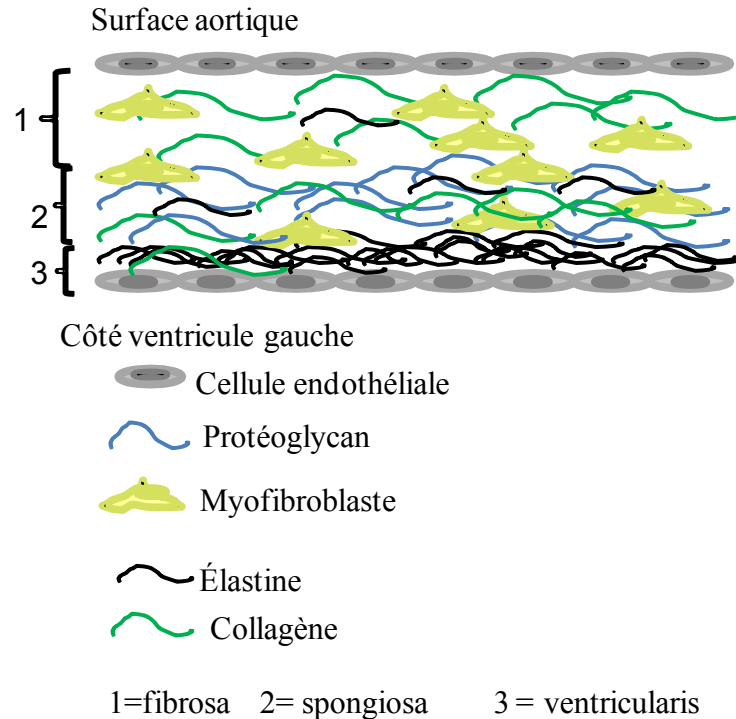 Surface aortique
1
2
3
Côté ventricule gauche
Cellule endothéliale
Protéoglycan
Myofibroblaste
Élastine
Collagène
1=fibrosa 2= spongiosa 3 = ventricularis